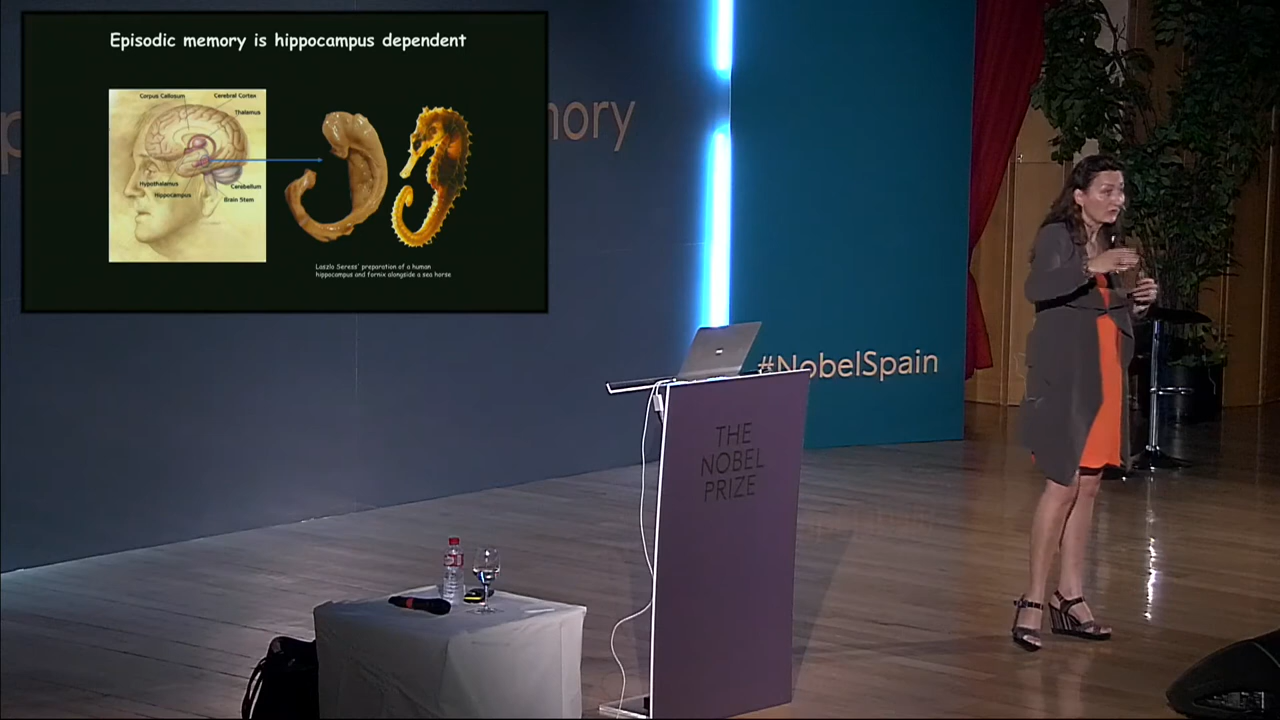 Episodic memory is hippocampus dependent
Corpus Callosum
Cerebral Cortex
Thalamus
Hypothalamus
Hippocampus
Cerebellum
Brain Stem
Laszlo Seress' preparation of a human
hippocampus and fornix alongside a sea horse
#NobelSpain
THE
NOBEL
PRIZE